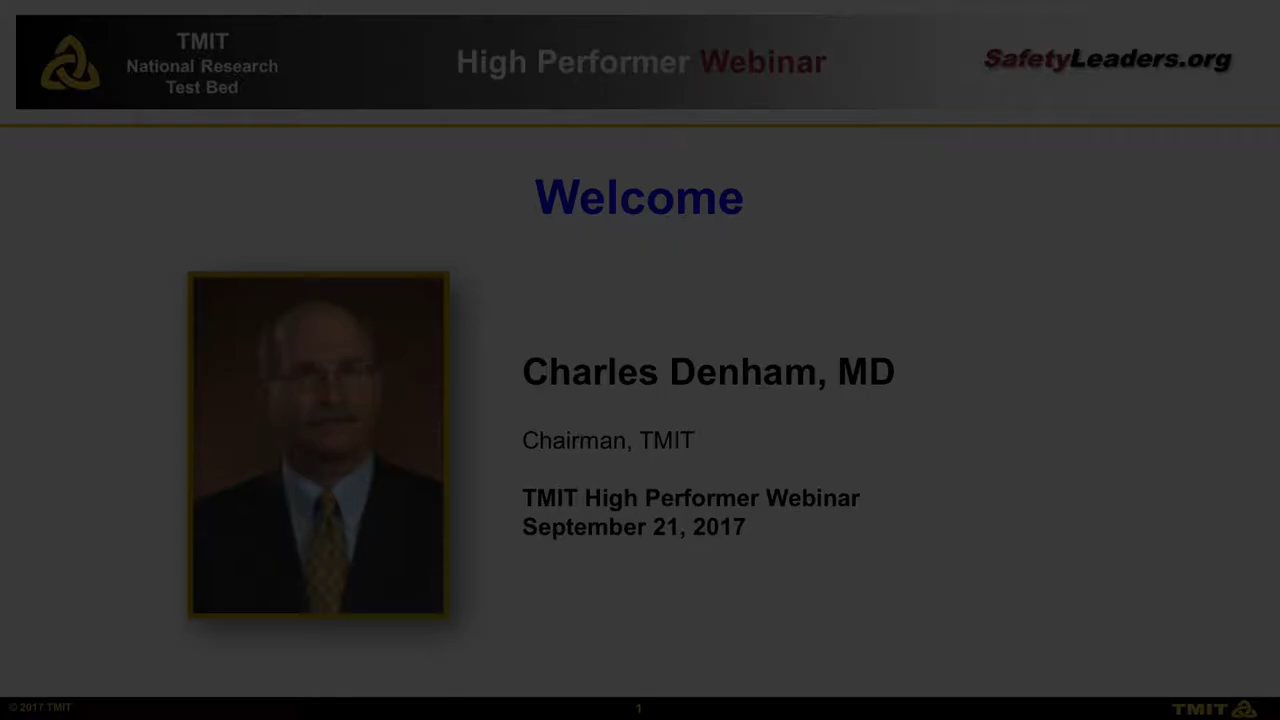 TMIT
National Research
Test Bed
High Performer Webinar
SafetyLeaders.org
Welcome
Charles Denham, MD
Chairman, TMIT
TMIT High Performer Webinar
September 21, 2017
© 2017 TMIT
1
TMIT